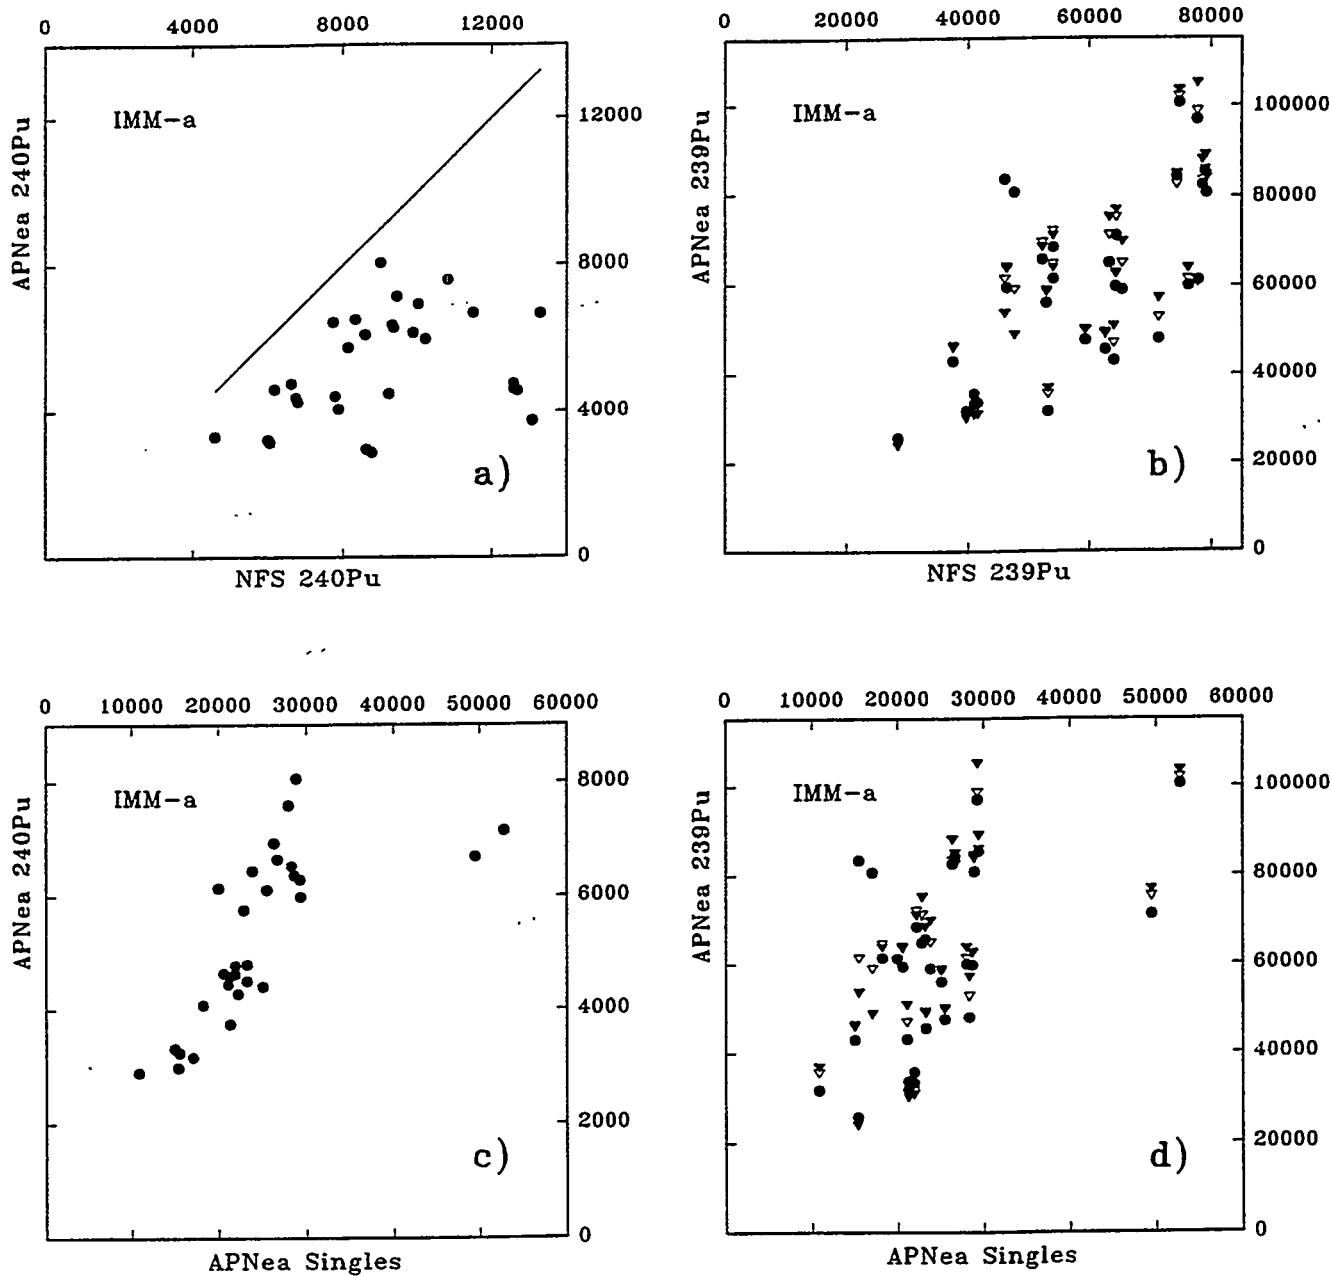 0 4000 8000 12000
APNea 240Pu
IMM-a
12000
8000
4000
0
a)
NFS 240Pu
0 20000 40000 60000 80000
APNea 239Pu
IMM-a
100000
80000
60000
40000
20000
0
b)
NFS 239Pu
0 10000 20000 30000 40000 50000 60000
APNea 240Pu
IMM-a
8000
6000
4000
2000
0
c)
APNea Singles
0 10000 20000 30000 40000 50000 60000
APNea 239Pu
IMM-a
100000
80000
60000
40000
20000
0
d)
APNea Singles